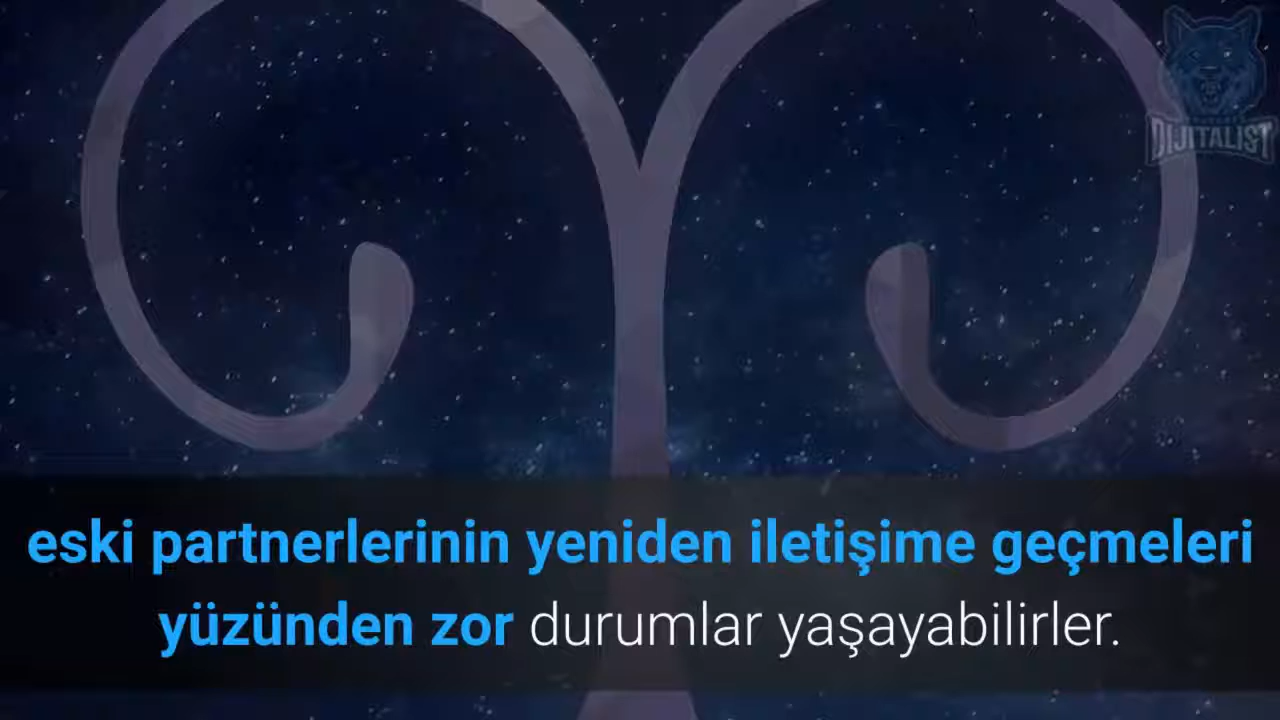 DIJITALIST
eski partnerlerinin yeniden iletişime geçmeleri
yüzünden zor durumlar yaşayabilirler.